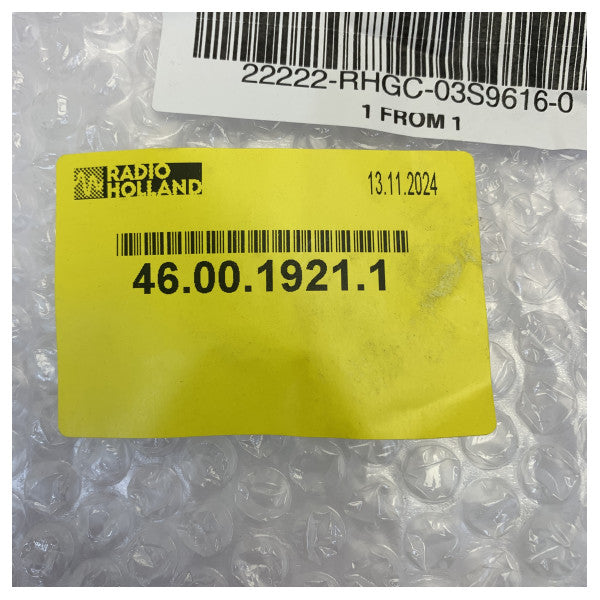 22222-RHGC-03S9616-0
1 FROM 1
RADIO
HOLLAND
13.11.2024
46.00.1921.1